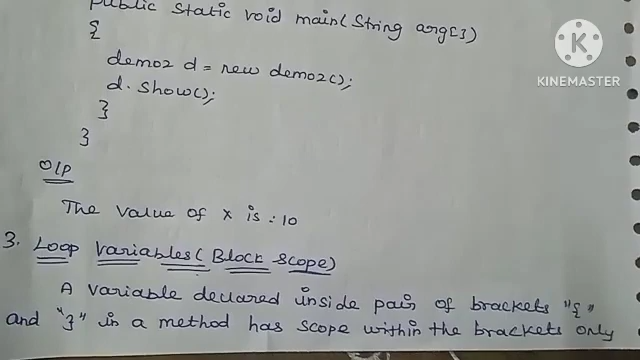 public static void main(String arg[])
{
demo2 d = new demo2();
d. show();
}
}
O/P
The value of x is : 10
3. Loop Variables (Block Scope)
A variable declared inside pair of brackets "{"
and "}" in a method has scope within the brackets only
K
KINEMASTER